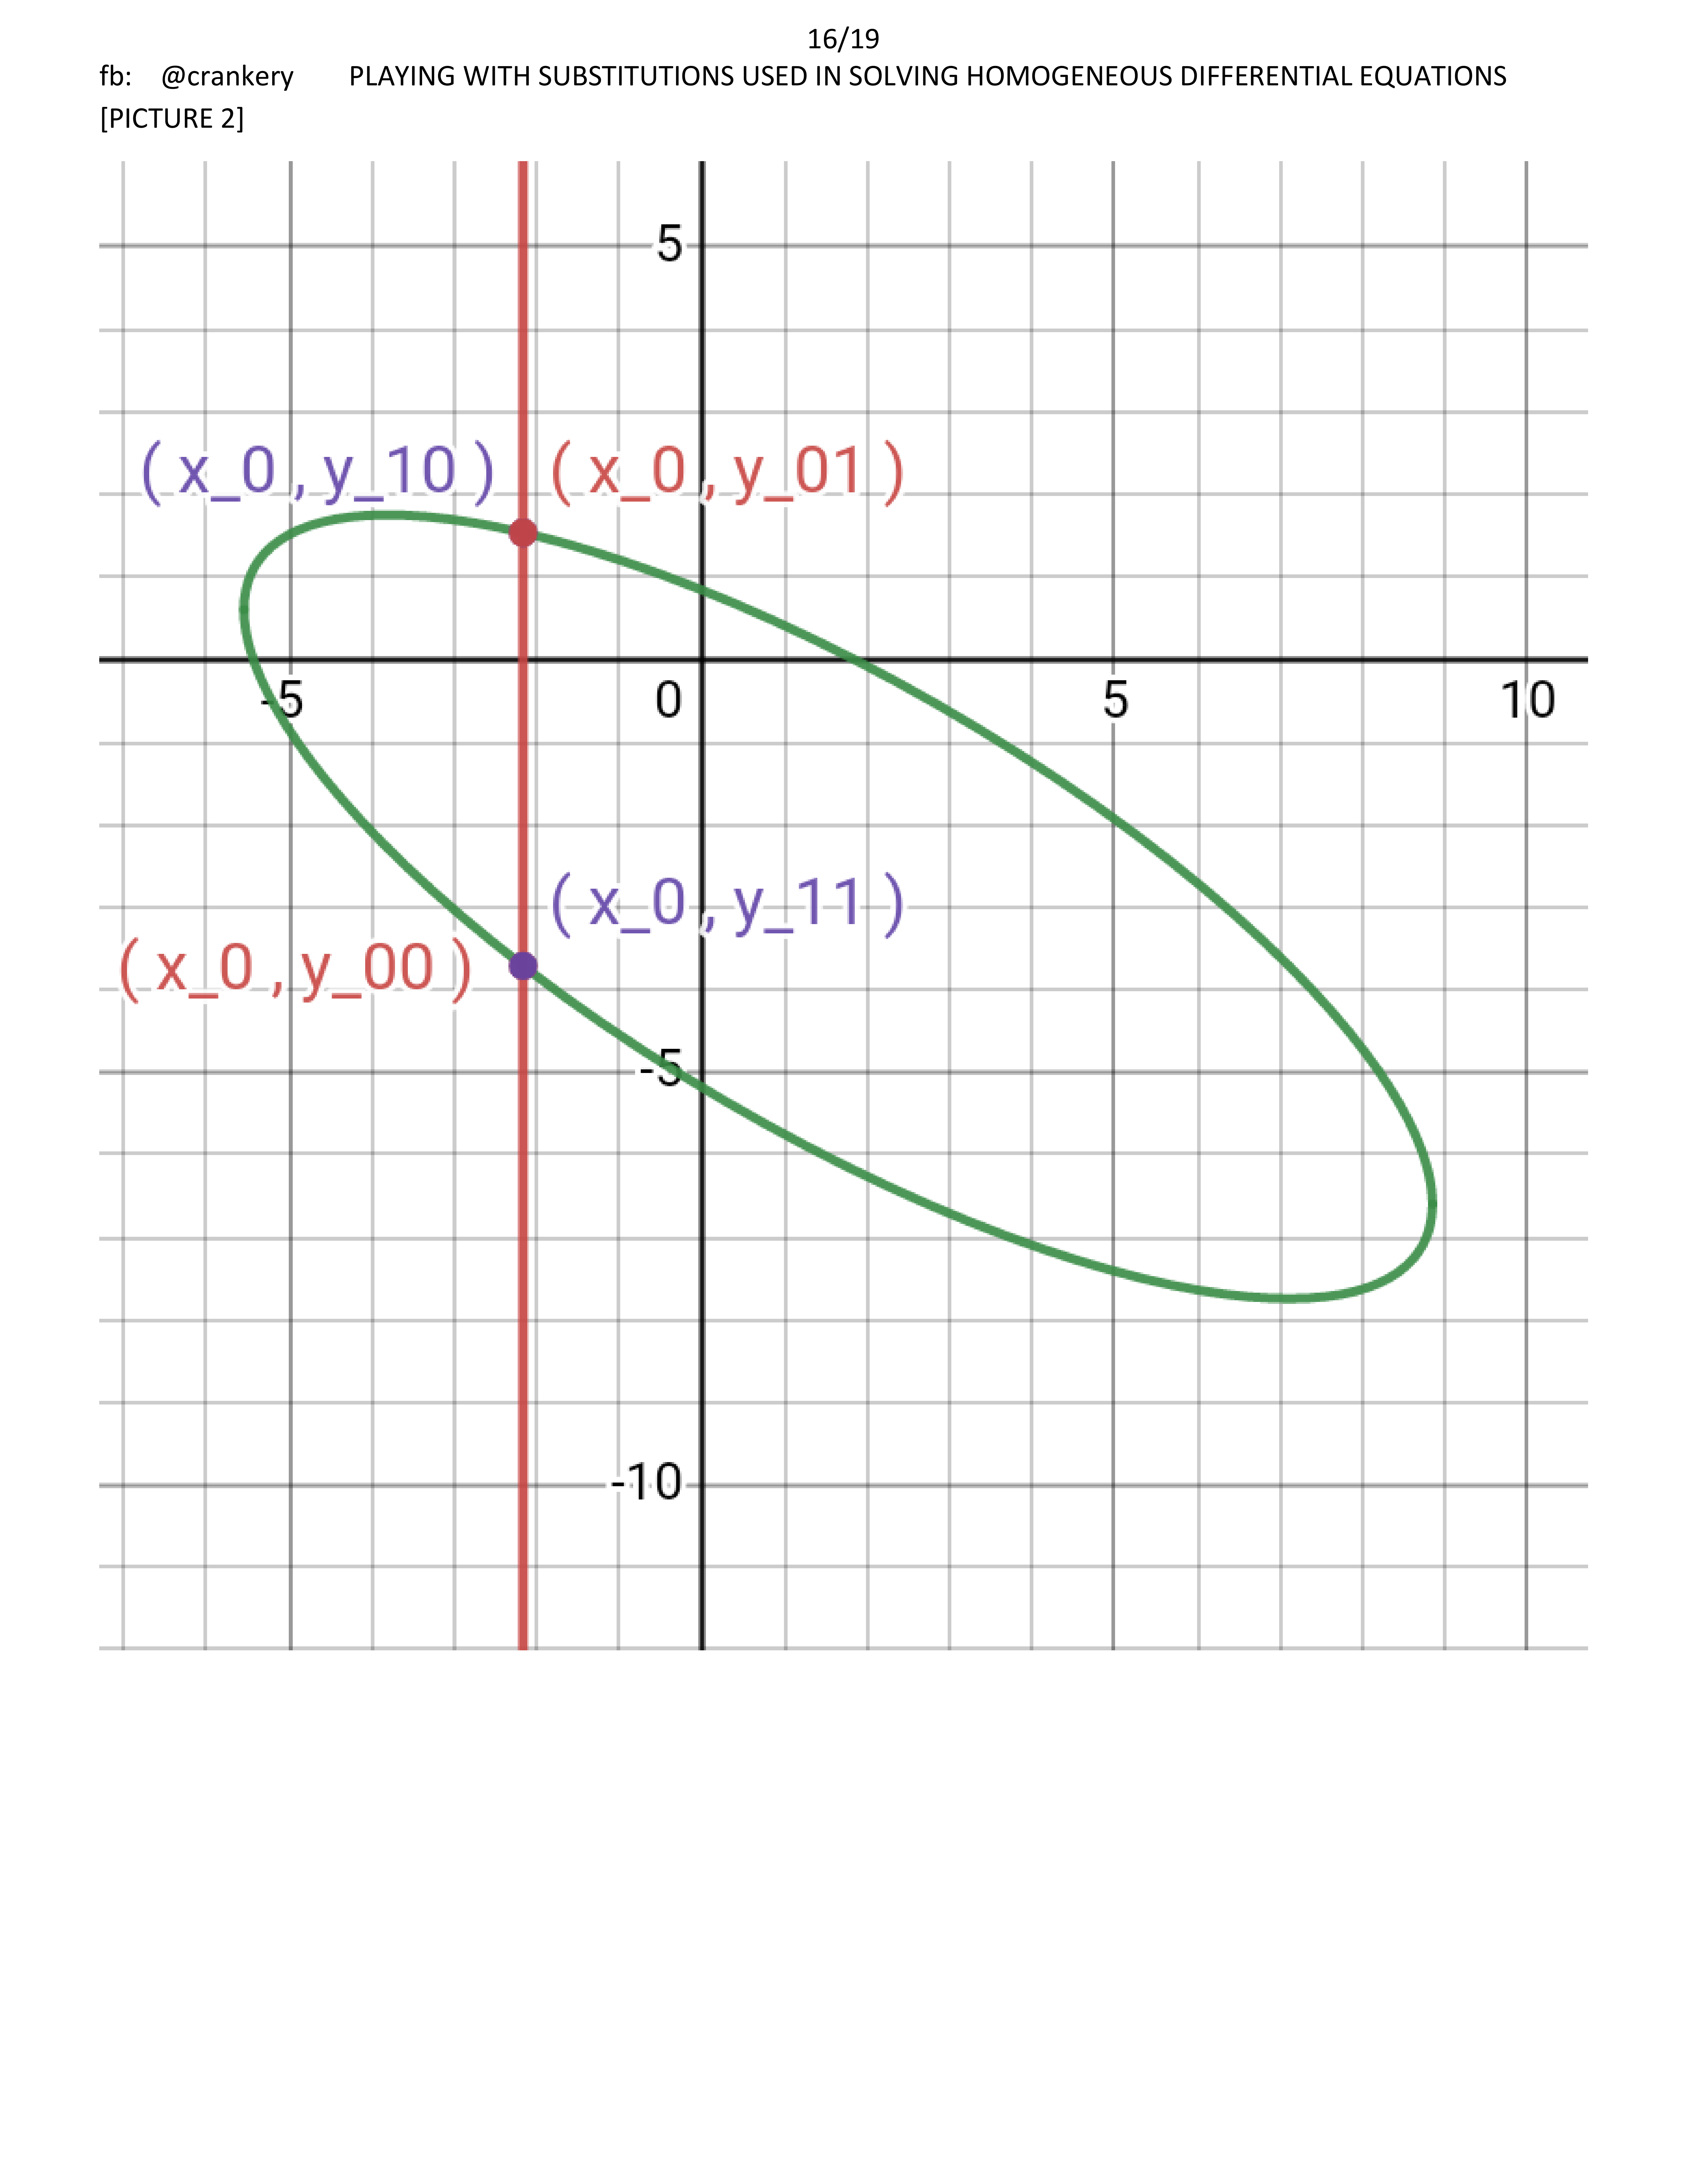 16/19
fb: @crankery PLAYING WITH SUBSTITUTIONS USED IN SOLVING HOMOGENEOUS DIFFERENTIAL EQUATIONS
[PICTURE 2]
5
( x_0 , y_10 ) ( x_0 , y_01 )
-5 0 5 10
( x_0 , y_11 )
( x_0 , y_00 )
-5
-10